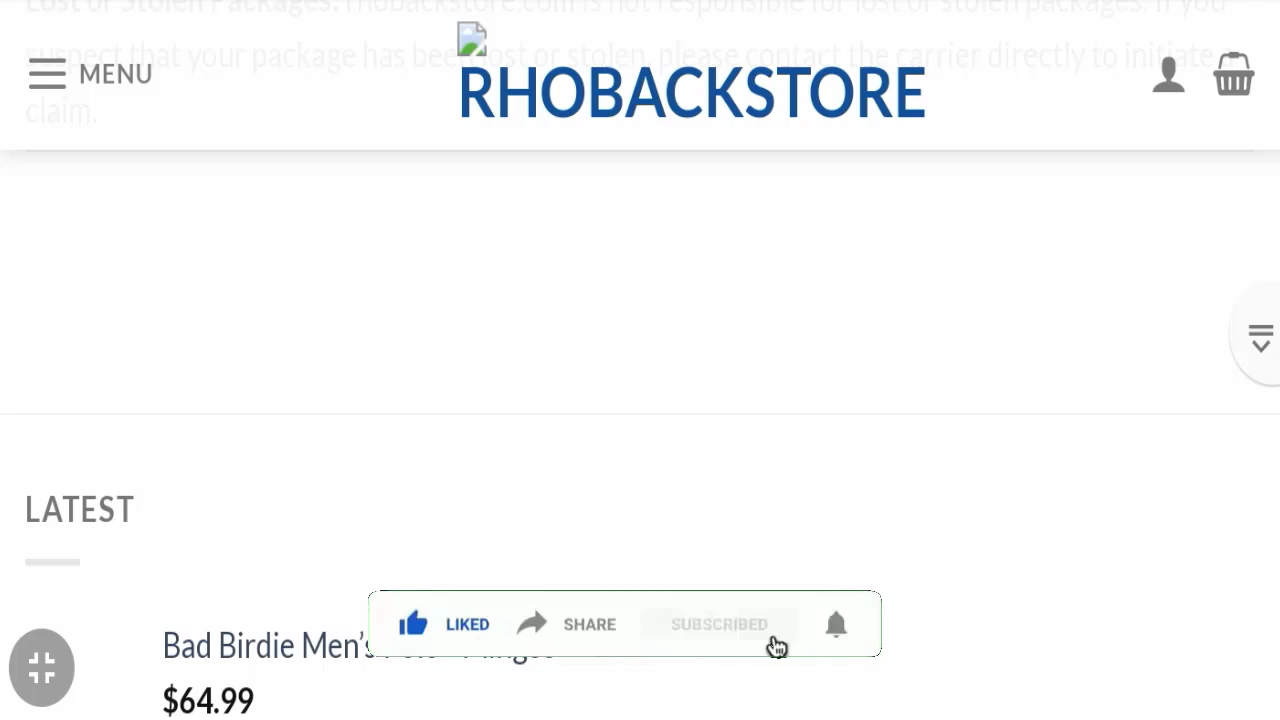 Lost or Stolen Packages: rhobackstore.com is not responsible for lost or stolen packages. If you
suspect that your package has been lost or stolen, please contact the carrier directly to initiate a
claim.
MENU
RHOBACKSTORE
LATEST
Bad Birdie Men's
$64.99
LIKED
SHARE
SUBSCRIBED